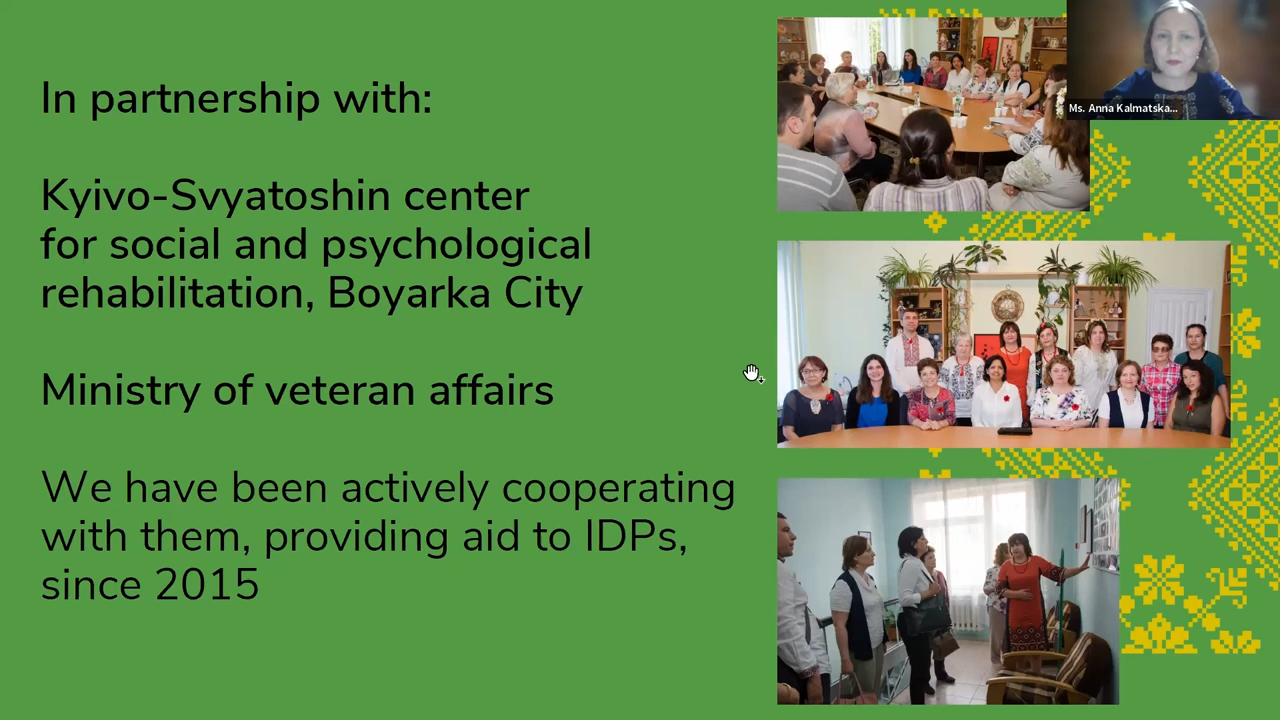 In partnership with:
Kyivo-Svyatoshin center
for social and psychological
rehabilitation, Boyarka City
Ministry of veteran affairs
We have been actively cooperating
with them, providing aid to IDPs,
since 2015
Ms. Anna Kalmatska...